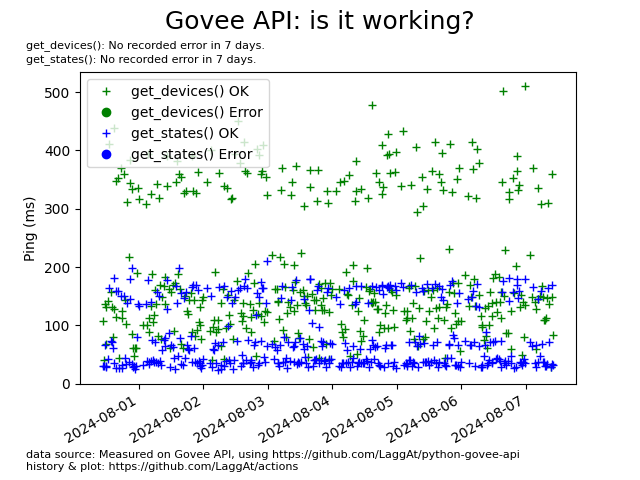 Govee API: is it working?
get_devices(): No recorded error in 7 days.
get_states(): No recorded error in 7 days.
get_devices() OK
get_devices() Error
get_states() OK
get_states() Error
Ping (ms)
500
400
300
200
100
0
2024-08-01
2024-08-02
2024-08-03
2024-08-04
2024-08-05
2024-08-06
2024-08-07
data source: Measured on Govee API, using https://github.com/LaggAt/python-govee-api
history & plot: https://github.com/LaggAt/actions